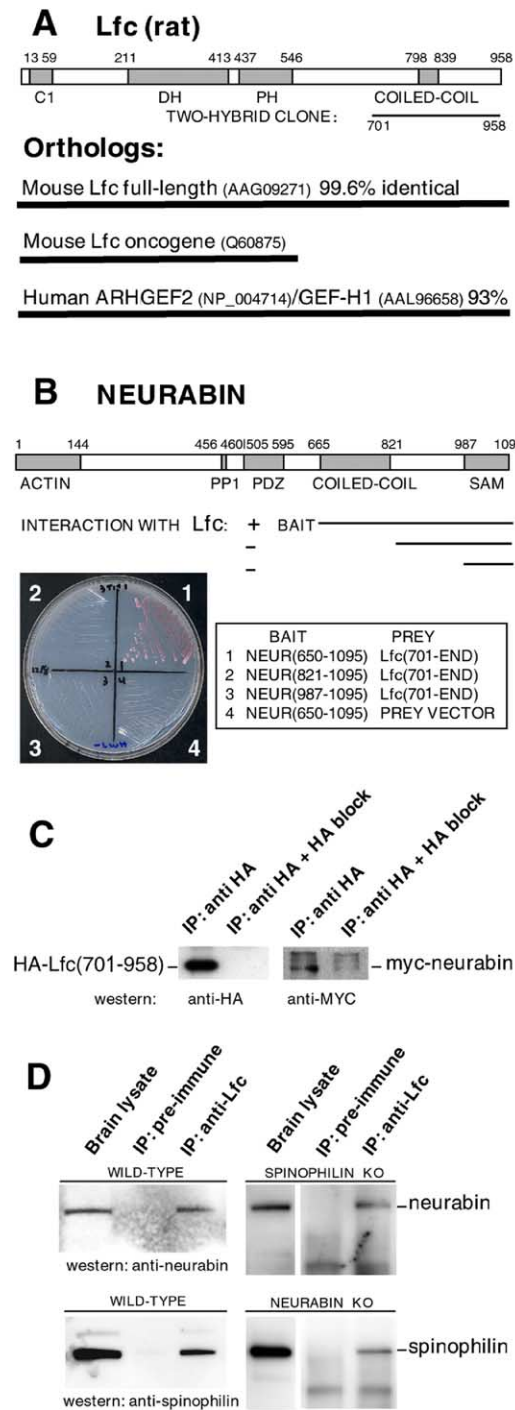 A Lfc (rat)
13 59 211 413 437 546 798 839 958
C1 DH PH COILED-COIL
TWO-HYBRID CLONE:
701 958
Orthologs:
Mouse Lfc full-length (AAG09271) 99.6% identical
Mouse Lfc oncogene (Q60875)
Human ARHGEF2 (NP_004714)/GEF-H1 (AAL96658) 93%
B NEURABIN
1 144 456 460 505 595 665 821 987 109
ACTIN PP1 PDZ COILED-COIL SAM
INTERACTION WITH Lfc: + BAIT
–
–
2 1
2 1
3 4
3 4
BAIT PREY
1 NEUR(650-1095) Lfc(701-END)
2 NEUR(821-1095) Lfc(701-END)
3 NEUR(987-1095) Lfc(701-END)
4 NEUR(650-1095) PREY VECTOR
C
IP: anti HA
IP: anti HA + HA block
IP: anti HA
IP: anti HA + HA block
HA-Lfc(701-958) – – myc-neurabin
western: anti-HA anti-MYC
D
Brain lysate
IP: pre-immune
IP: anti-Lfc
Brain lysate
IP: pre-immune
IP: anti-Lfc
WILD-TYPE SPINOPHILIN KO
–neurabin
western: anti-neurabin
WILD-TYPE NEURABIN KO
–spinophilin
western: anti-spinophilin